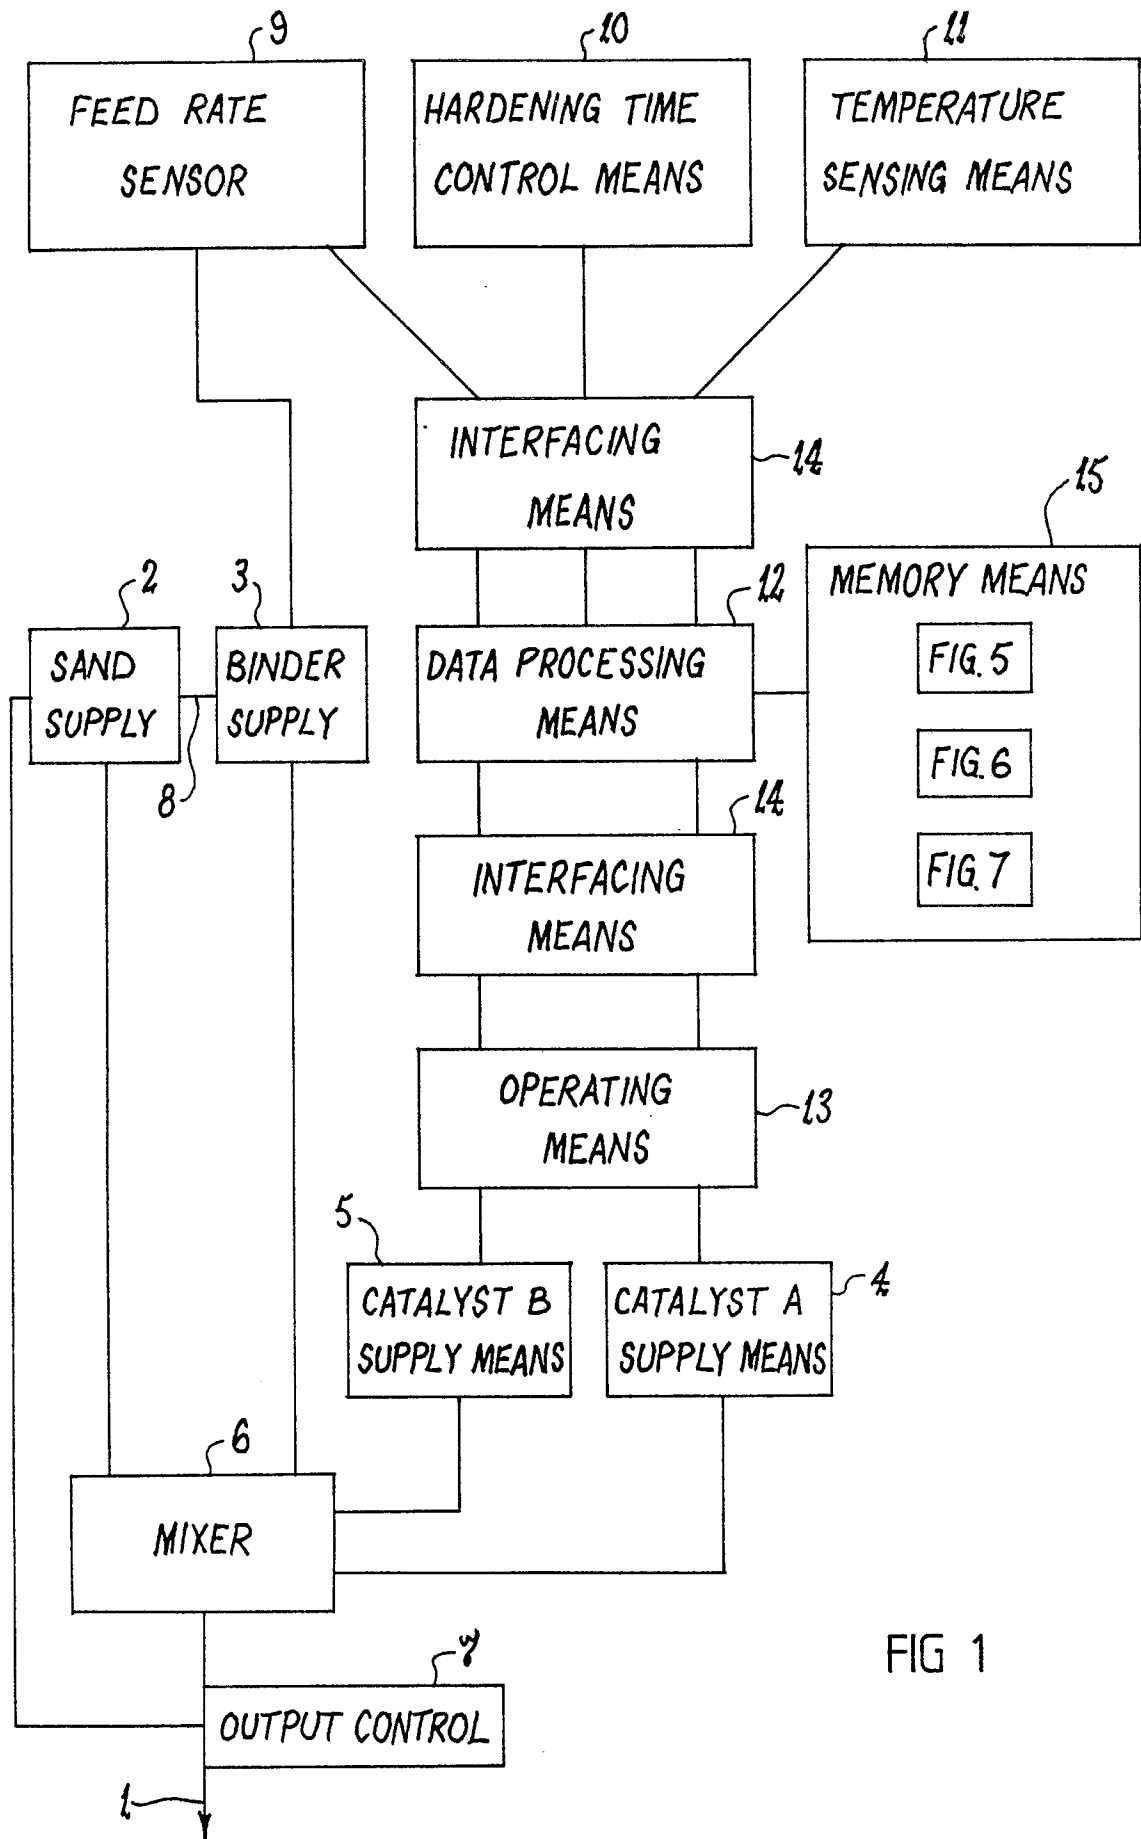 9
10
11
FEED RATE
SENSOR
HARDENING TIME
CONTROL MEANS
TEMPERATURE
SENSING MEANS
INTERFACING
MEANS
14
15
MEMORY MEANS
FIG. 5
FIG. 6
FIG. 7
2
3
12
SAND
SUPPLY
BINDER
SUPPLY
8
DATA PROCESSING
MEANS
14
INTERFACING
MEANS
OPERATING
MEANS
13
5
4
CATALYST B
SUPPLY MEANS
CATALYST A
SUPPLY MEANS
6
MIXER
7
OUTPUT CONTROL
1
FIG 1